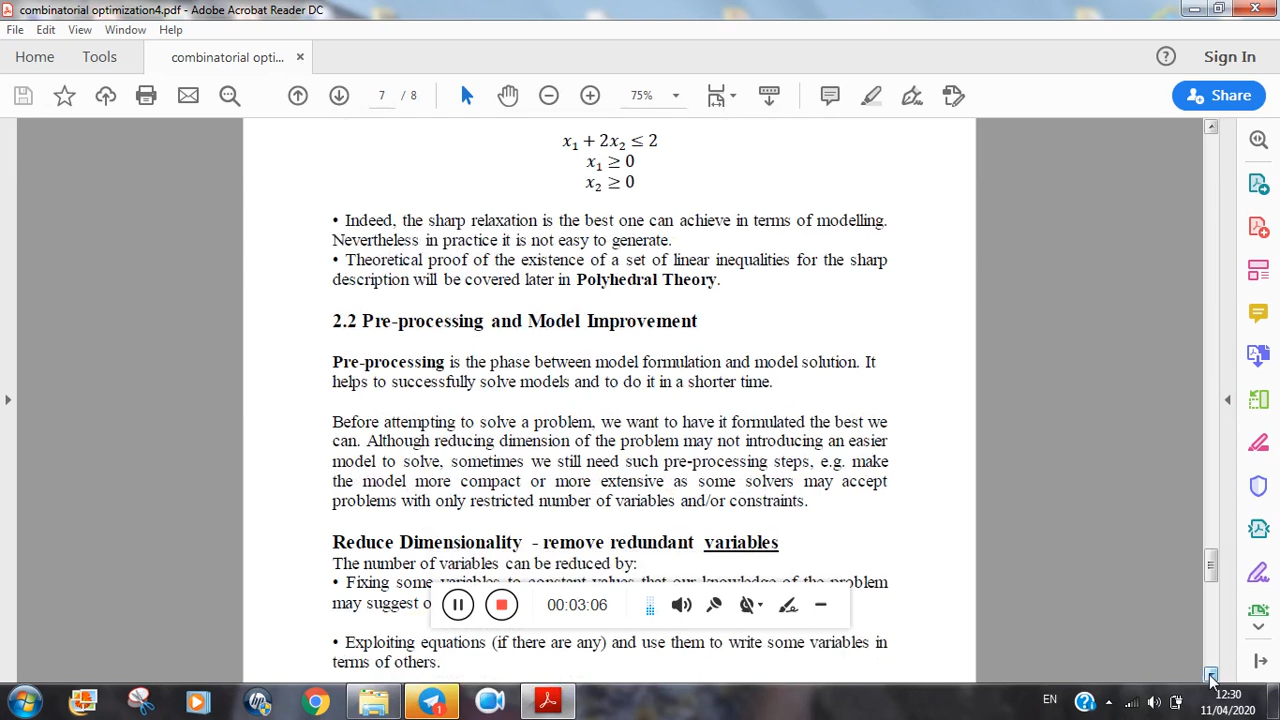 combinatorial optimization4.pdf - Adobe Acrobat Reader DC
File Edit View Window Help
Home Tools combinatorial opti... × Sign In
7 / 8 75% Share
x₁ + 2x₂ ≤ 2
x₁ ≥ 0
x₂ ≥ 0
• Indeed, the sharp relaxation is the best one can achieve in terms of modelling.
Nevertheless in practice it is not easy to generate.
• Theoretical proof of the existence of a set of linear inequalities for the sharp
description will be covered later in Polyhedral Theory.
2.2 Pre-processing and Model Improvement
Pre-processing is the phase between model formulation and model solution. It
helps to successfully solve models and to do it in a shorter time.
Before attempting to solve a problem, we want to have it formulated the best we
can. Although reducing dimension of the problem may not introducing an easier
model to solve, sometimes we still need such pre-processing steps, e.g. make
the model more compact or more extensive as some solvers may accept
problems with only restricted number of variables and/or constraints.
Reduce Dimensionality - remove redundant variables
The number of variables can be reduced by:
• Fixing some variables to constant values that our knowledge of the problem
may suggest
00:03:06
• Exploiting equations (if there are any) and use them to write some variables in
terms of others.
EN 12:30
11/04/2020